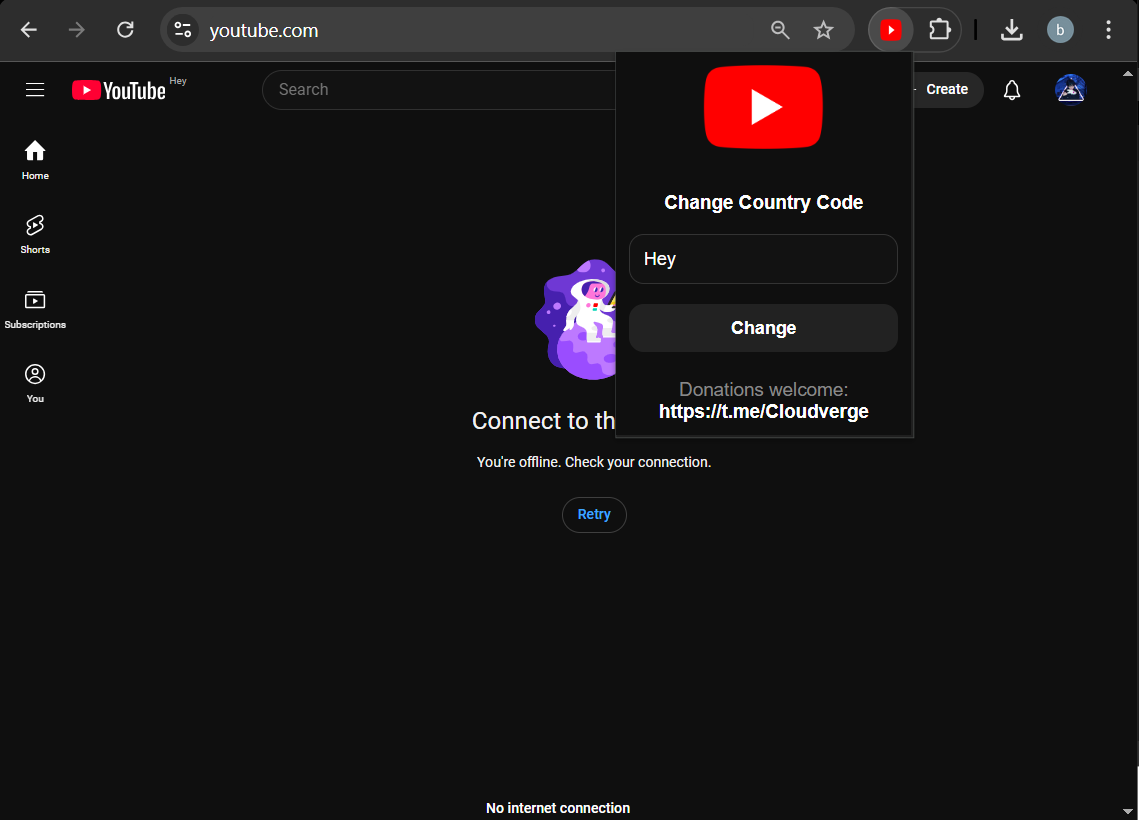 youtube.com
b
YouTube
Hey
Search
Create
Home
Shorts
Subscriptions
You
Change Country Code
Hey
Change
Donations welcome:
https://t.me/Cloudverge
Connect to th
You're offline. Check your connection.
Retry
No internet connection